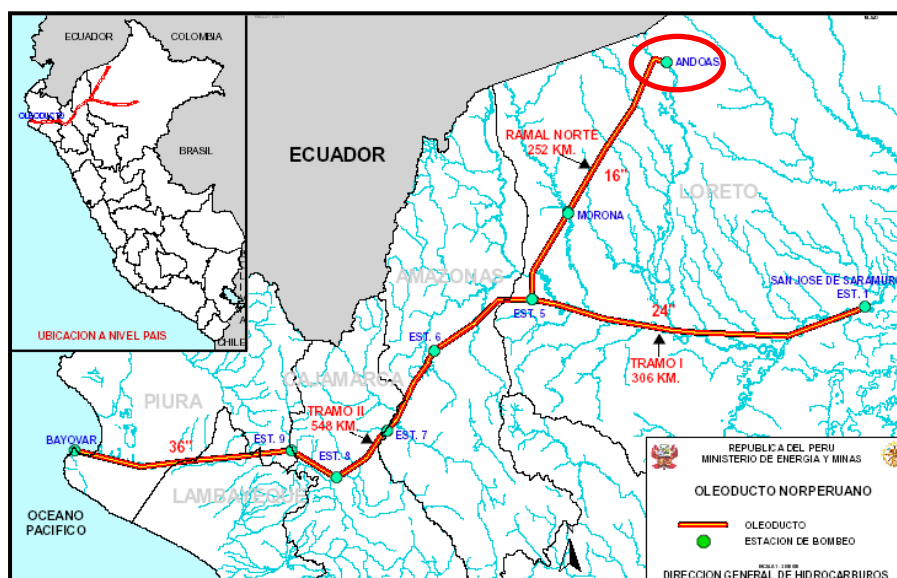 ECUADOR
COLOMBIA
OLEODUCTO
BRASIL
UBICACION A NIVEL PAIS
CHILE
ECUADOR
ANDOAS
RAMAL NORTE
252 KM.
16"
LORETO
MORONA
AMAZONAS
SAN JOSE DE SARAMURO
EST. 1
EST. 5
24"
TRAMO I
306 KM.
EST. 6
CAJAMARCA
PIURA
TRAMO II
548 KM.
EST. 7
BAYOVAR
36"
EST. 9
EST. 8
LAMBAYEQUE
OCEANO
PACIFICO
REPUBLICA DEL PERU
MINISTERIO DE ENERGIA Y MINAS
OLEODUCTO NORPERUANO
OLEODUCTO
ESTACION DE BOMBEO
DIRECCION GENERAL DE HIDROCARBUROS